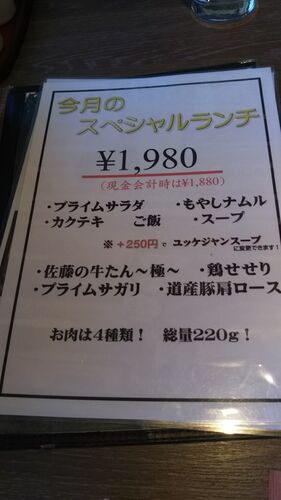 今月の
スペシャルランチ
¥1,980
(現金会計時は¥1,880)
・プライムサラダ ・もやしナムル
・カクテキ ご飯 ・スープ
※ +250円で ユッケジャンスープに変更できます!
・佐藤の牛たん~極~ ・鶏せせり
・プライムサガリ ・道産豚肩ロース
お肉は4種類! 総量220g!